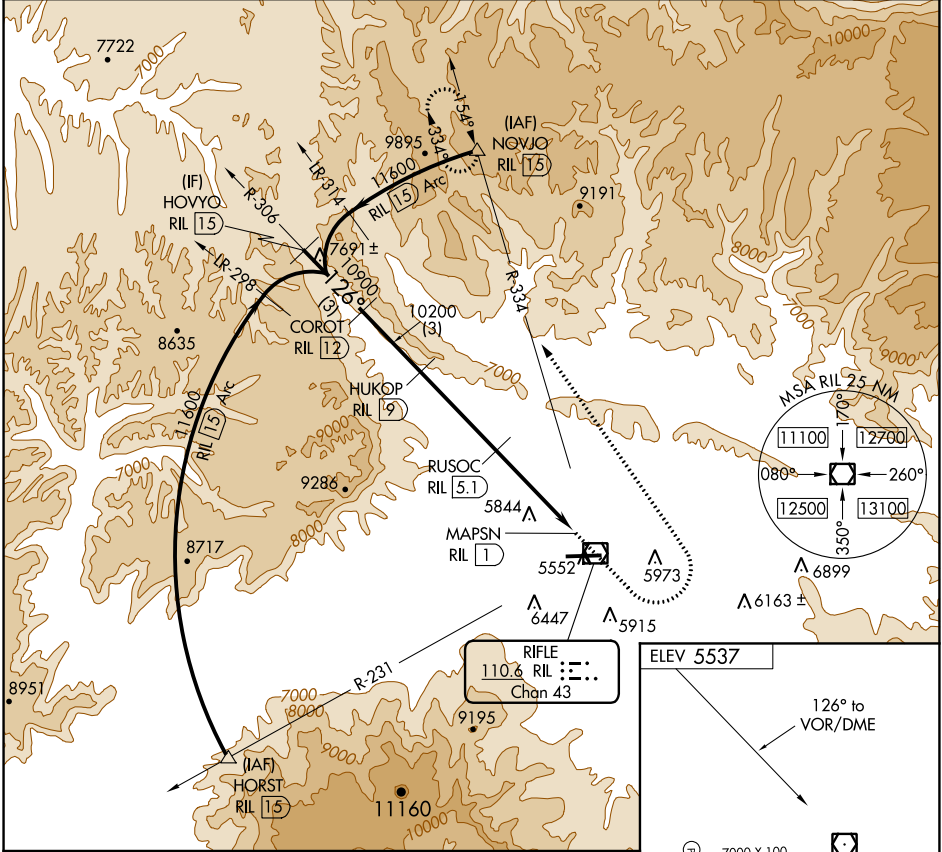 7722
7000
10000
(IAF)
NOVJO
RIL 15
154°
334°
9895
11600
RIL 15 Arc
9191
LR-314
R-306
(IF)
HOVYO
RIL 15
7691 ±
8000
LR-298
10900
126°
(3)
R-334
10200
(3)
COROT
RIL 12
8635
9000
7000
HUKOP
RIL 9
MSA RIL 25 NM
11100
170°
12700
080°
260°
12500
350°
13100
11600
RIL 15 Arc
9000
7000
RUSOC
RIL 5.1
9286
8000
5844
MAPSN
RIL 1
5552
5973
8717
6899
6447
5915
6163 ±
RIFLE
110.6 RIL
Chan 43
R-231
ELEV 5537
126° to
VOR/DME
7000
8000
8951
9195
9000
(IAF)
HORST
RIL 15
11160
10000
P
7000 X 100